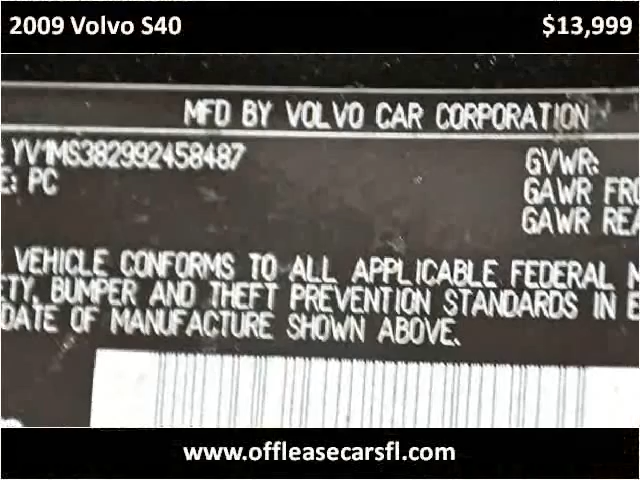 2009 Volvo S40 $13,999
MFD BY VOLVO CAR CORPORATION
: YV1MS382992458487 GVWR:
E: PC GAWR FRO
GAWR REA
VEHICLE CONFORMS TO ALL APPLICABLE FEDERAL M
ETY, BUMPER AND THEFT PREVENTION STANDARDS IN E
DATE OF MANUFACTURE SHOWN ABOVE.
www.offleasecarsfl.com